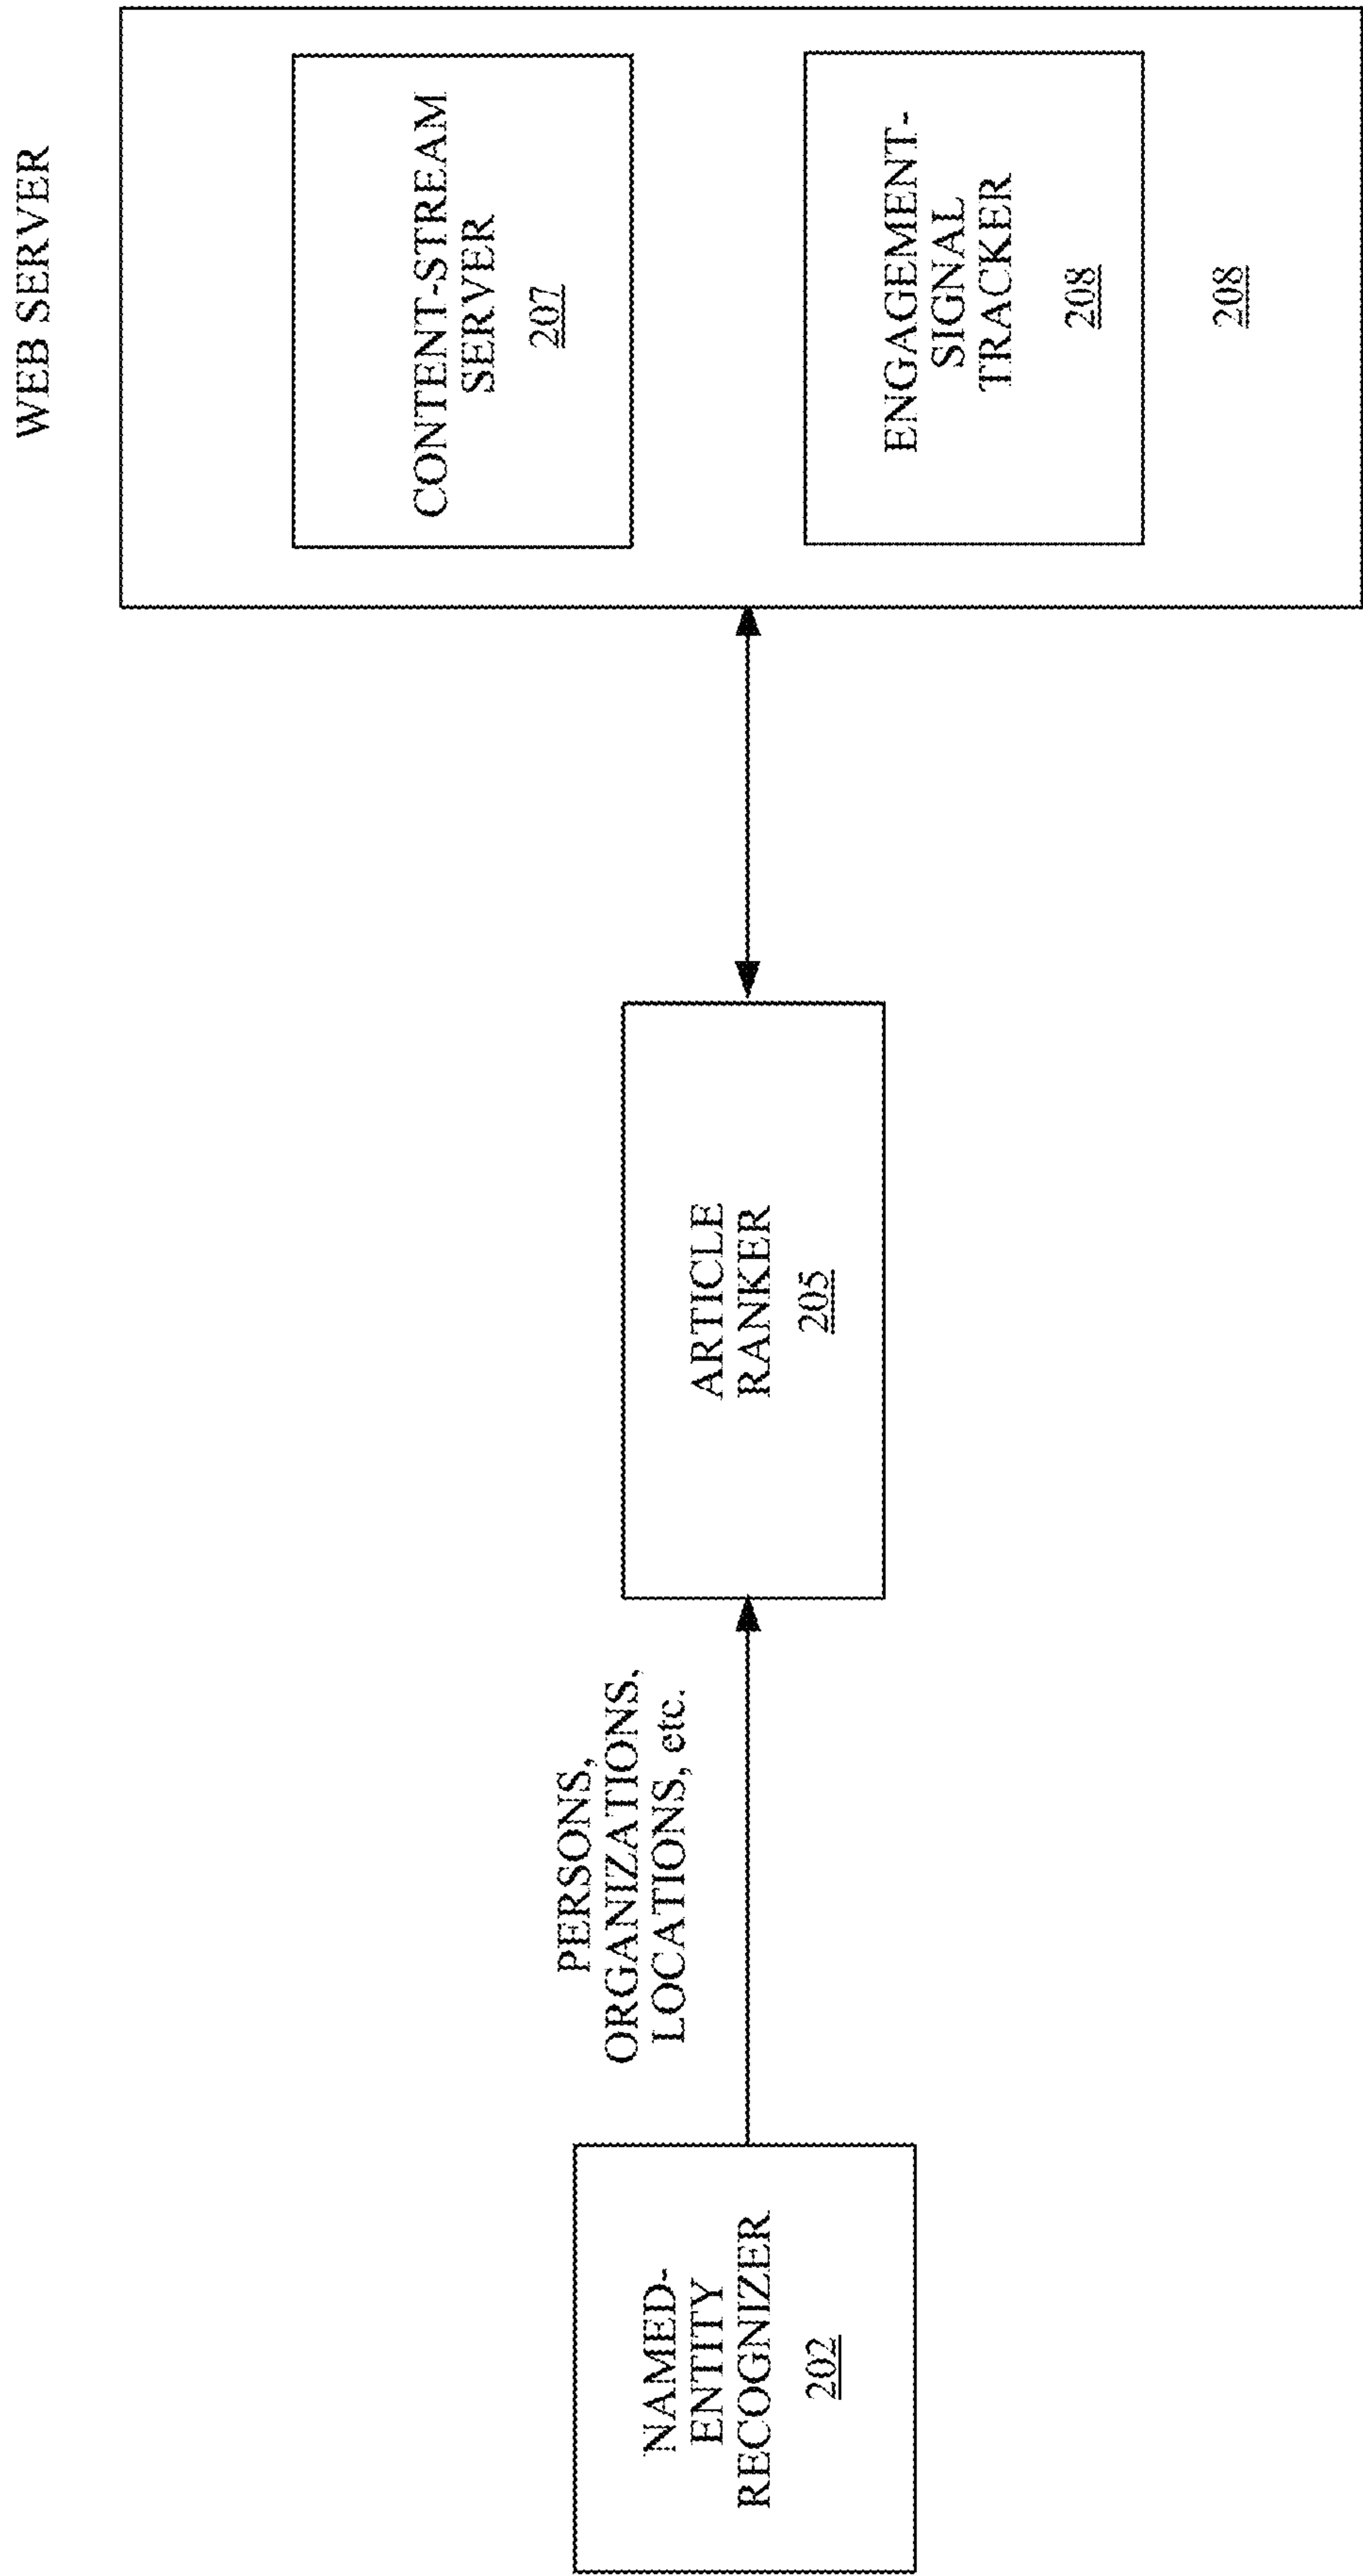 NAMED-
ENTITY
RECOGNIZER
202
PERSONS,
ORGANIZATIONS,
LOCATIONS, etc.
ARTICLE
RANKER
205
WEB SERVER
CONTENT-STREAM
SERVER
207
ENGAGEMENT-
SIGNAL
TRACKER
208
208